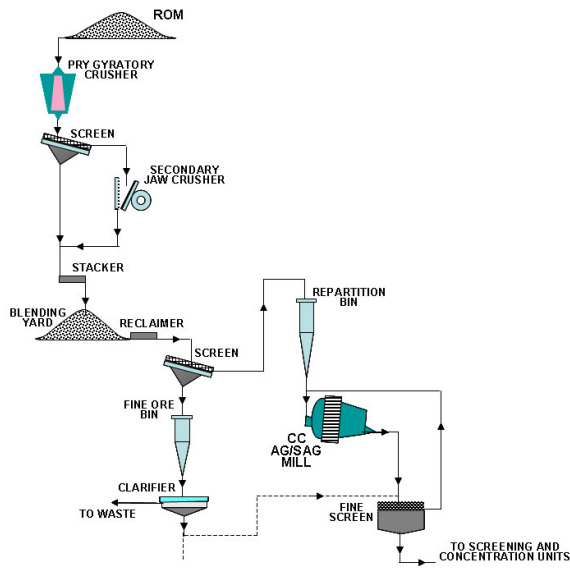 ROM
PRY GYRATORY
CRUSHER
SCREEN
SECONDARY
JAW CRUSHER
STACKER
BLENDING
YARD
RECLAIMER
REPARTITION
BIN
SCREEN
FINE ORE
BIN
CC
AG/SAG
MILL
CLARIFIER
TO WASTE
FINE
SCREEN
TO SCREENING AND
CONCENTRATION UNITS